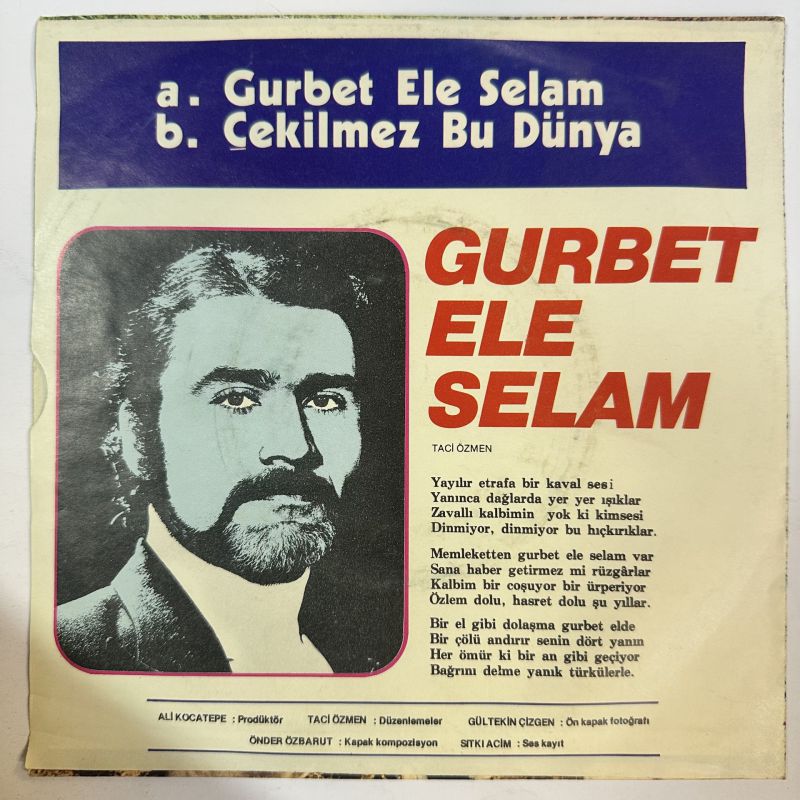 a. Gurbet Ele Selam
b. Çekilmez Bu Dünya
GURBET
ELE
SELAM
TACİ ÖZMEN
Yayılır etrafa bir kaval sesi
Yanınca dağlarda yer yer ışıklar
Zavallı kalbimin yok ki kimsesi
Dinmiyor, dinmiyor bu hıçkırıklar.
Memleketten gurbet ele selam var
Sana haber getirmez mi rüzgârlar
Kalbim bir coşuyor bir ürperiyor
Özlem dolu, hasret dolu şu yıllar.
Bir el gibi dolaşma gurbet elde
Bir çölü andırır senin dört yanın
Her ömür ki bir an gibi geçiyor
Bağrını delme yanık türkülerle.
ALİ KOCATEPE : Prodüktör TACİ ÖZMEN : Düzenlemeler GÜLTEKİN ÇİZGEN : Ön kapak fotoğrafı
ÖNDER ÖZBARUT : Kapak kompozisyon SITKI ACİM : Ses kayıt